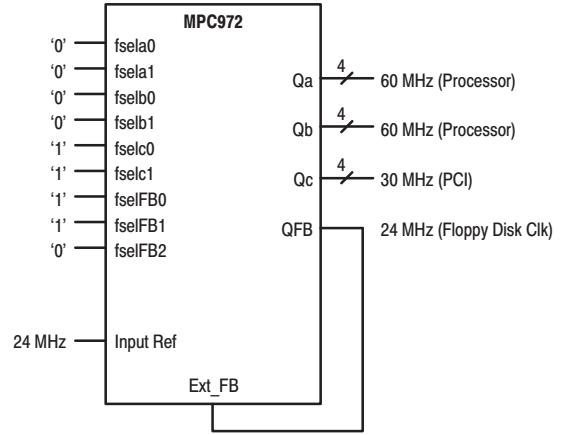 MPC972
‘0’ fsela0
‘0’ fsela1
‘0’ fselb0
‘0’ fselb1
‘1’ fselc0
‘1’ fselc1
‘1’ fselFB0
‘1’ fselFB1
‘0’ fselFB2
Qa 4 60 MHz (Processor)
Qb 4 60 MHz (Processor)
Qc 4 30 MHz (PCI)
QFB 24 MHz (Floppy Disk Clk)
24 MHz Input Ref
Ext_FB